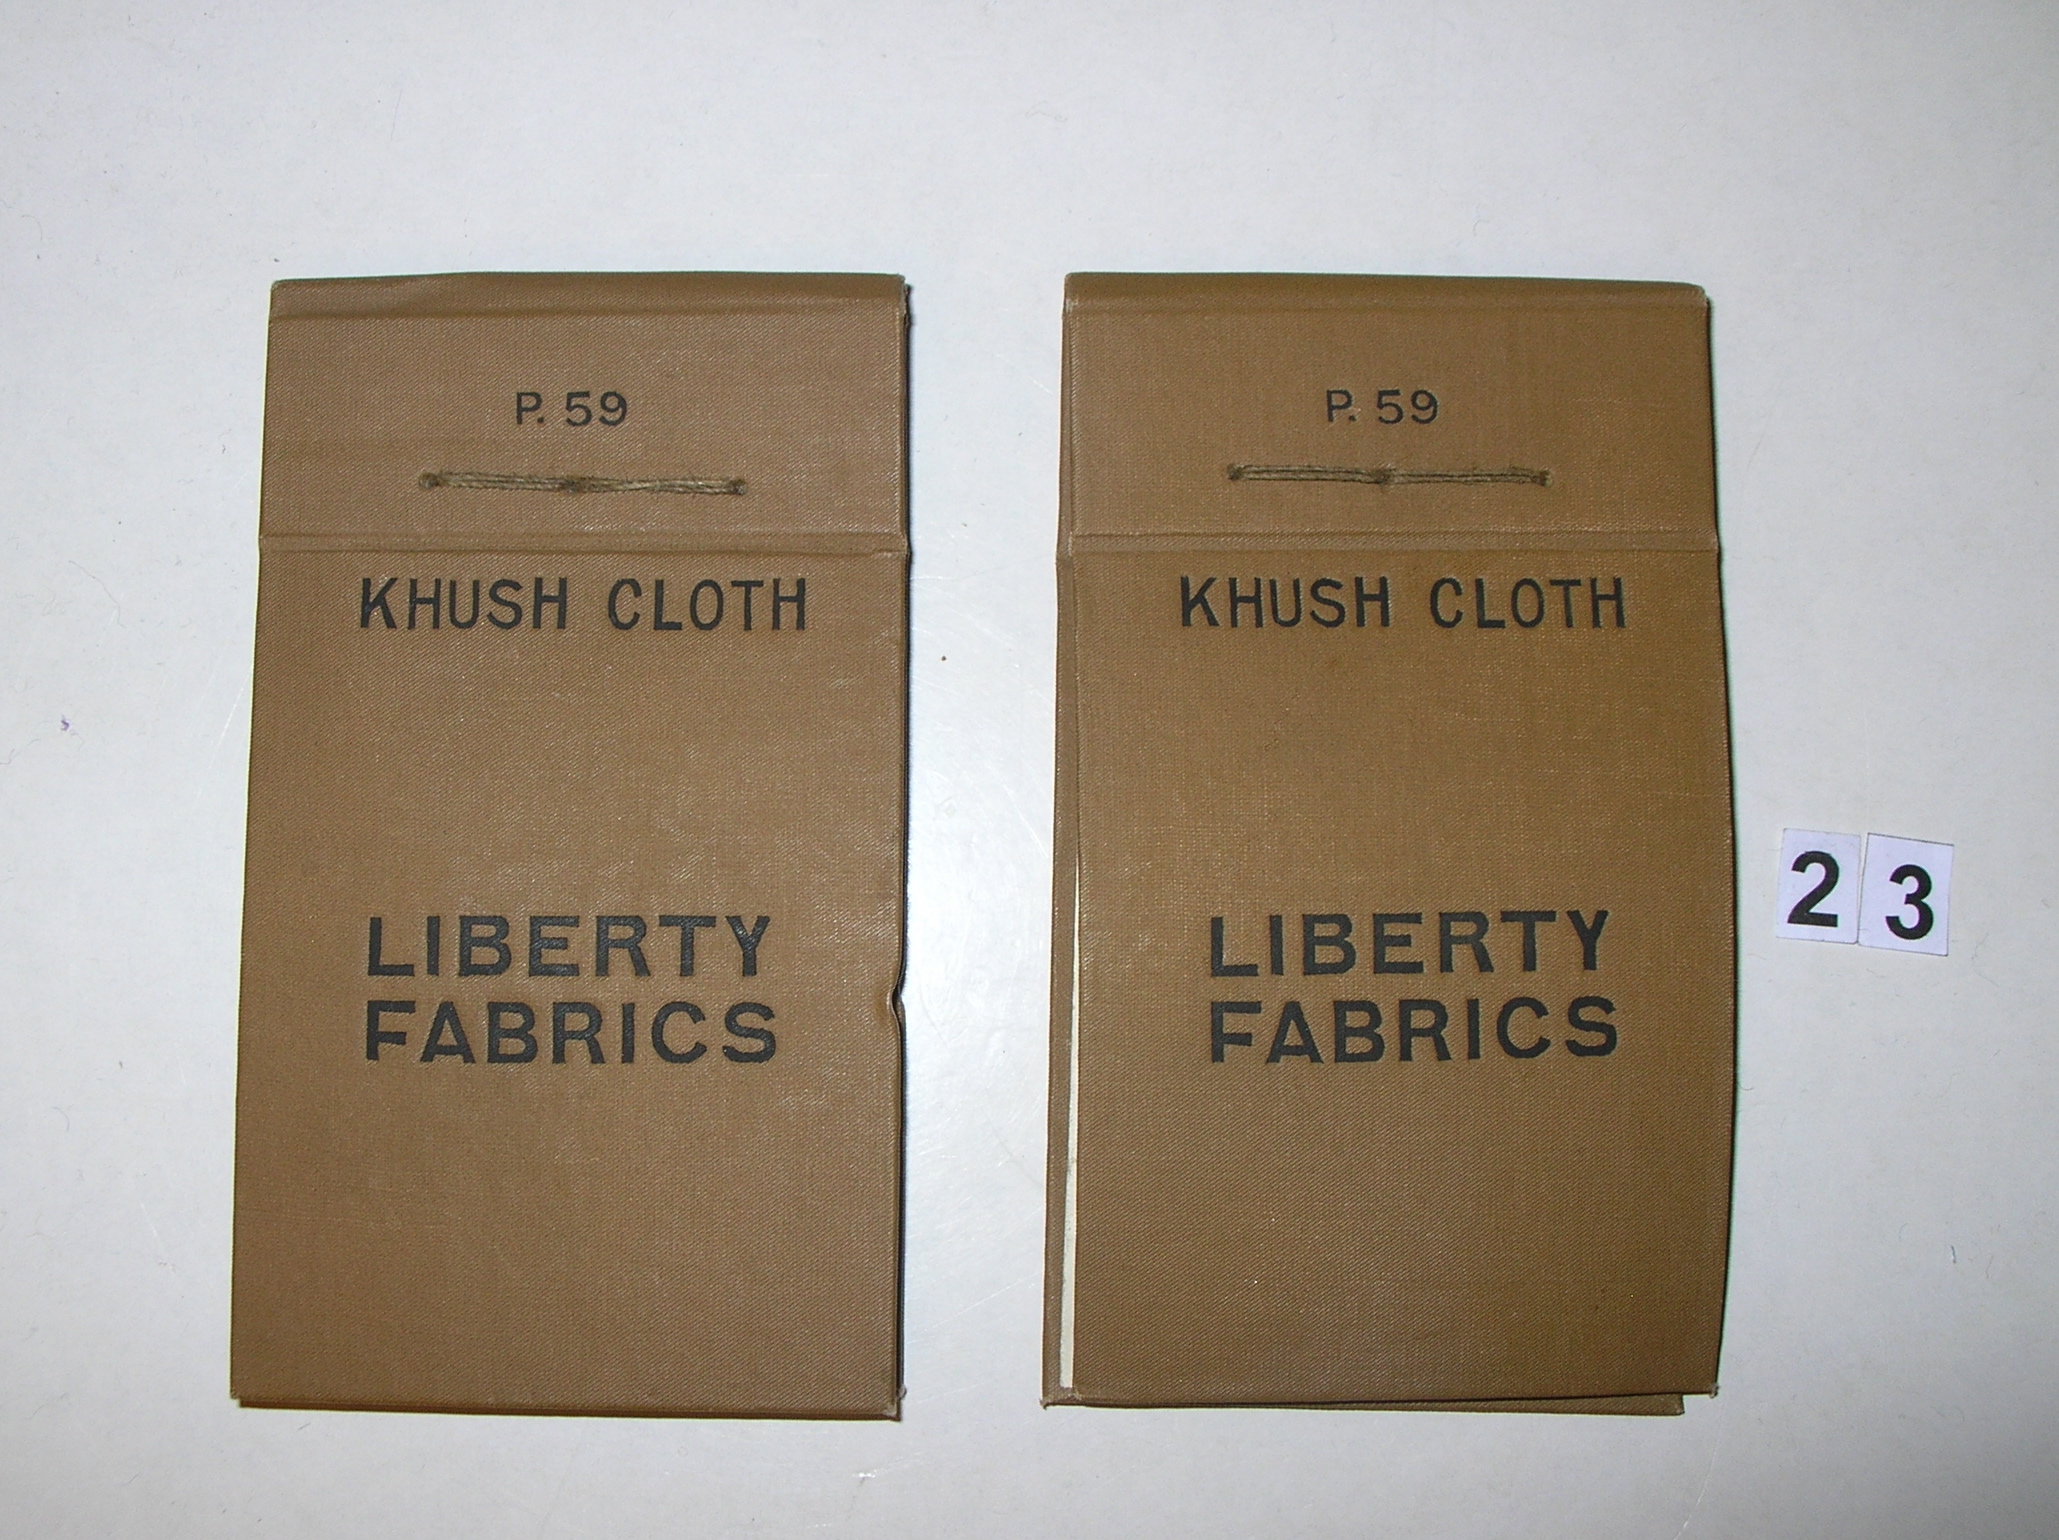 P. 59
KHUSH CLOTH
LIBERTY
FABRICS
P. 59
KHUSH CLOTH
LIBERTY
FABRICS
2 3